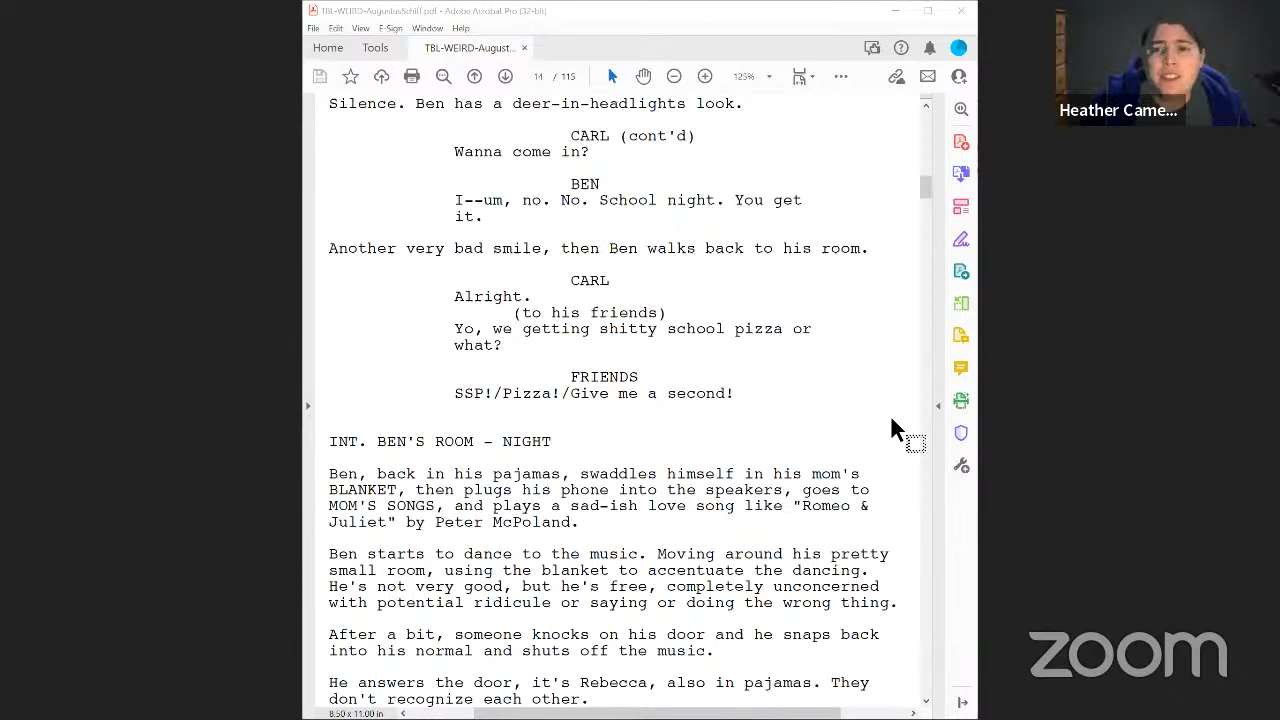 TBL-WEIRD-AugustusSchiff.pdf - Adobe Acrobat Pro (32-bit)
File Edit View E-Sign Window Help
Home Tools TBL-WEIRD-August... ×
14 / 115 125%
Silence. Ben has a deer-in-headlights look.
CARL (cont'd)
Wanna come in?
BEN
I--um, no. No. School night. You get
it.
Another very bad smile, then Ben walks back to his room.
CARL
Alright.
(to his friends)
Yo, we getting shitty school pizza or
what?
FRIENDS
SSP!/Pizza!/Give me a second!
INT. BEN'S ROOM - NIGHT
Ben, back in his pajamas, swaddles himself in his mom's
BLANKET, then plugs his phone into the speakers, goes to
MOM'S SONGS, and plays a sad-ish love song like "Romeo &
Juliet" by Peter McPoland.
Ben starts to dance to the music. Moving around his pretty
small room, using the blanket to accentuate the dancing.
He's not very good, but he's free, completely unconcerned
with potential ridicule or saying or doing the wrong thing.
After a bit, someone knocks on his door and he snaps back
into his normal and shuts off the music.
He answers the door, it's Rebecca, also in pajamas. They
don't recognize each other.
8.50 x 11.00 in
Heather Came...
zoom